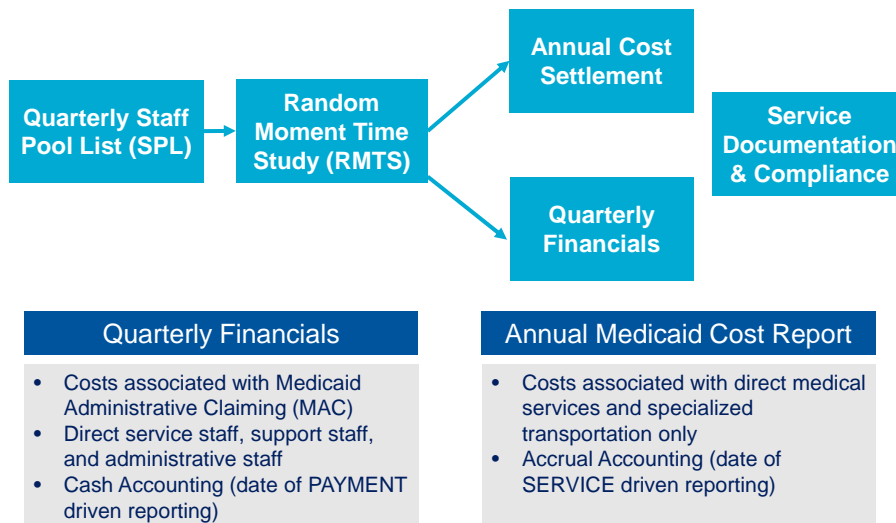 Quarterly Staff
Pool List (SPL)
Random
Moment Time
Study (RMTS)
Annual Cost
Settlement
Quarterly
Financials
Service
Documentation
& Compliance
Quarterly Financials
• Costs associated with Medicaid
Administrative Claiming (MAC)
• Direct service staff, support staff,
and administrative staff
• Cash Accounting (date of PAYMENT
driven reporting)
Annual Medicaid Cost Report
• Costs associated with direct medical
services and specialized
transportation only
• Accrual Accounting (date of
SERVICE driven reporting)